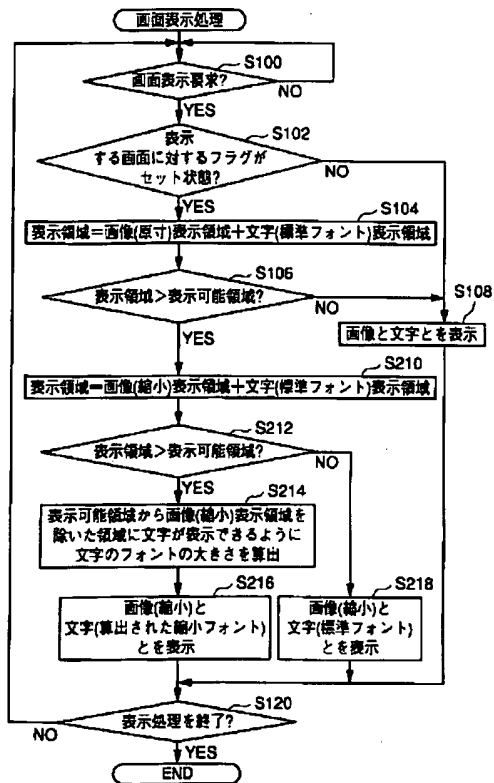 画面表示処理
S100
画面表示要求?
NO
YES
S102
表示
する画面に対するフラグが
セット状態?
NO
YES
S104
表示領域=画像(原寸)表示領域+文字(標準フォント)表示領域
S106
表示領域>表示可能領域?
NO
S108
画像と文字とを表示
YES
S210
表示領域=画像(縮小)表示領域+文字(標準フォント)表示領域
S212
表示領域>表示可能領域?
NO
YES
S214
表示可能領域から画像(縮小)表示領域を
除いた領域に文字が表示できるように
文字のフォントの大きさを算出
S216
画像(縮小)と
文字(算出された縮小フォント)
とを表示
S218
画像(縮小)と
文字(標準フォント)
とを表示
S120
表示処理を終了?
NO
YES
END